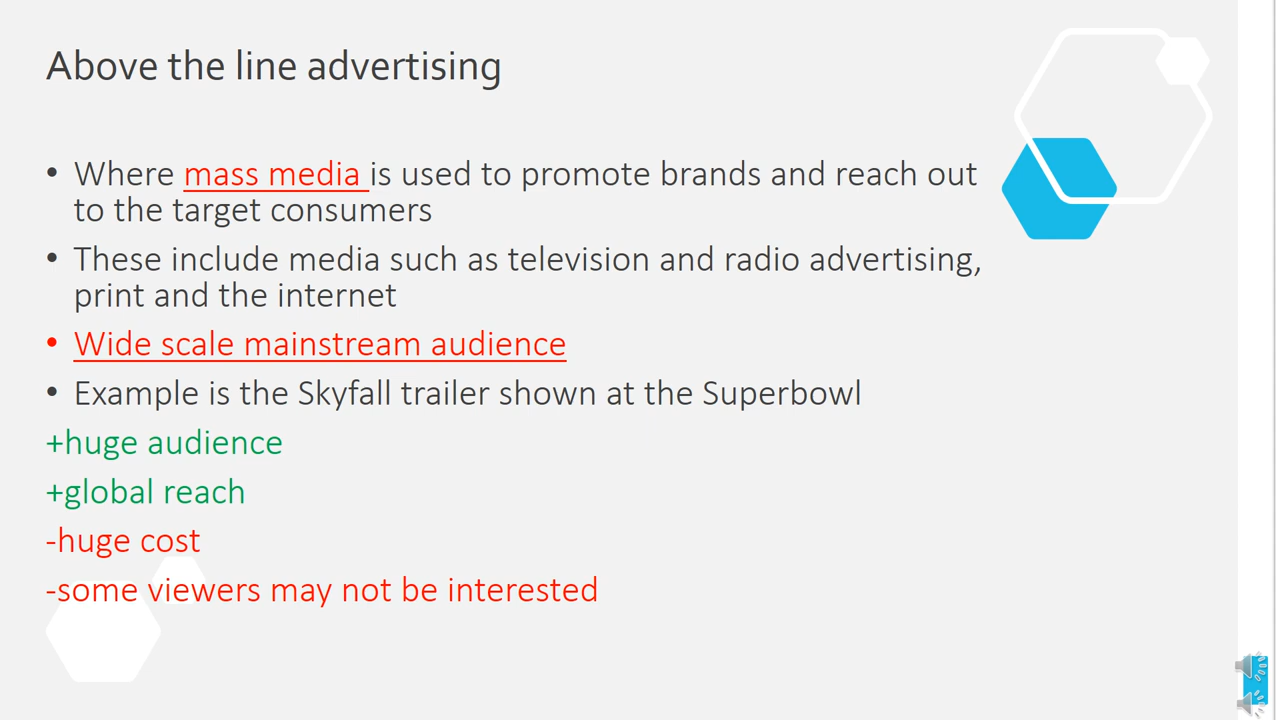 Above the line advertising
• Where mass media is used to promote brands and reach out
to the target consumers
• These include media such as television and radio advertising,
print and the internet
• Wide scale mainstream audience
• Example is the Skyfall trailer shown at the Superbowl
+huge audience
+global reach
-huge cost
-some viewers may not be interested